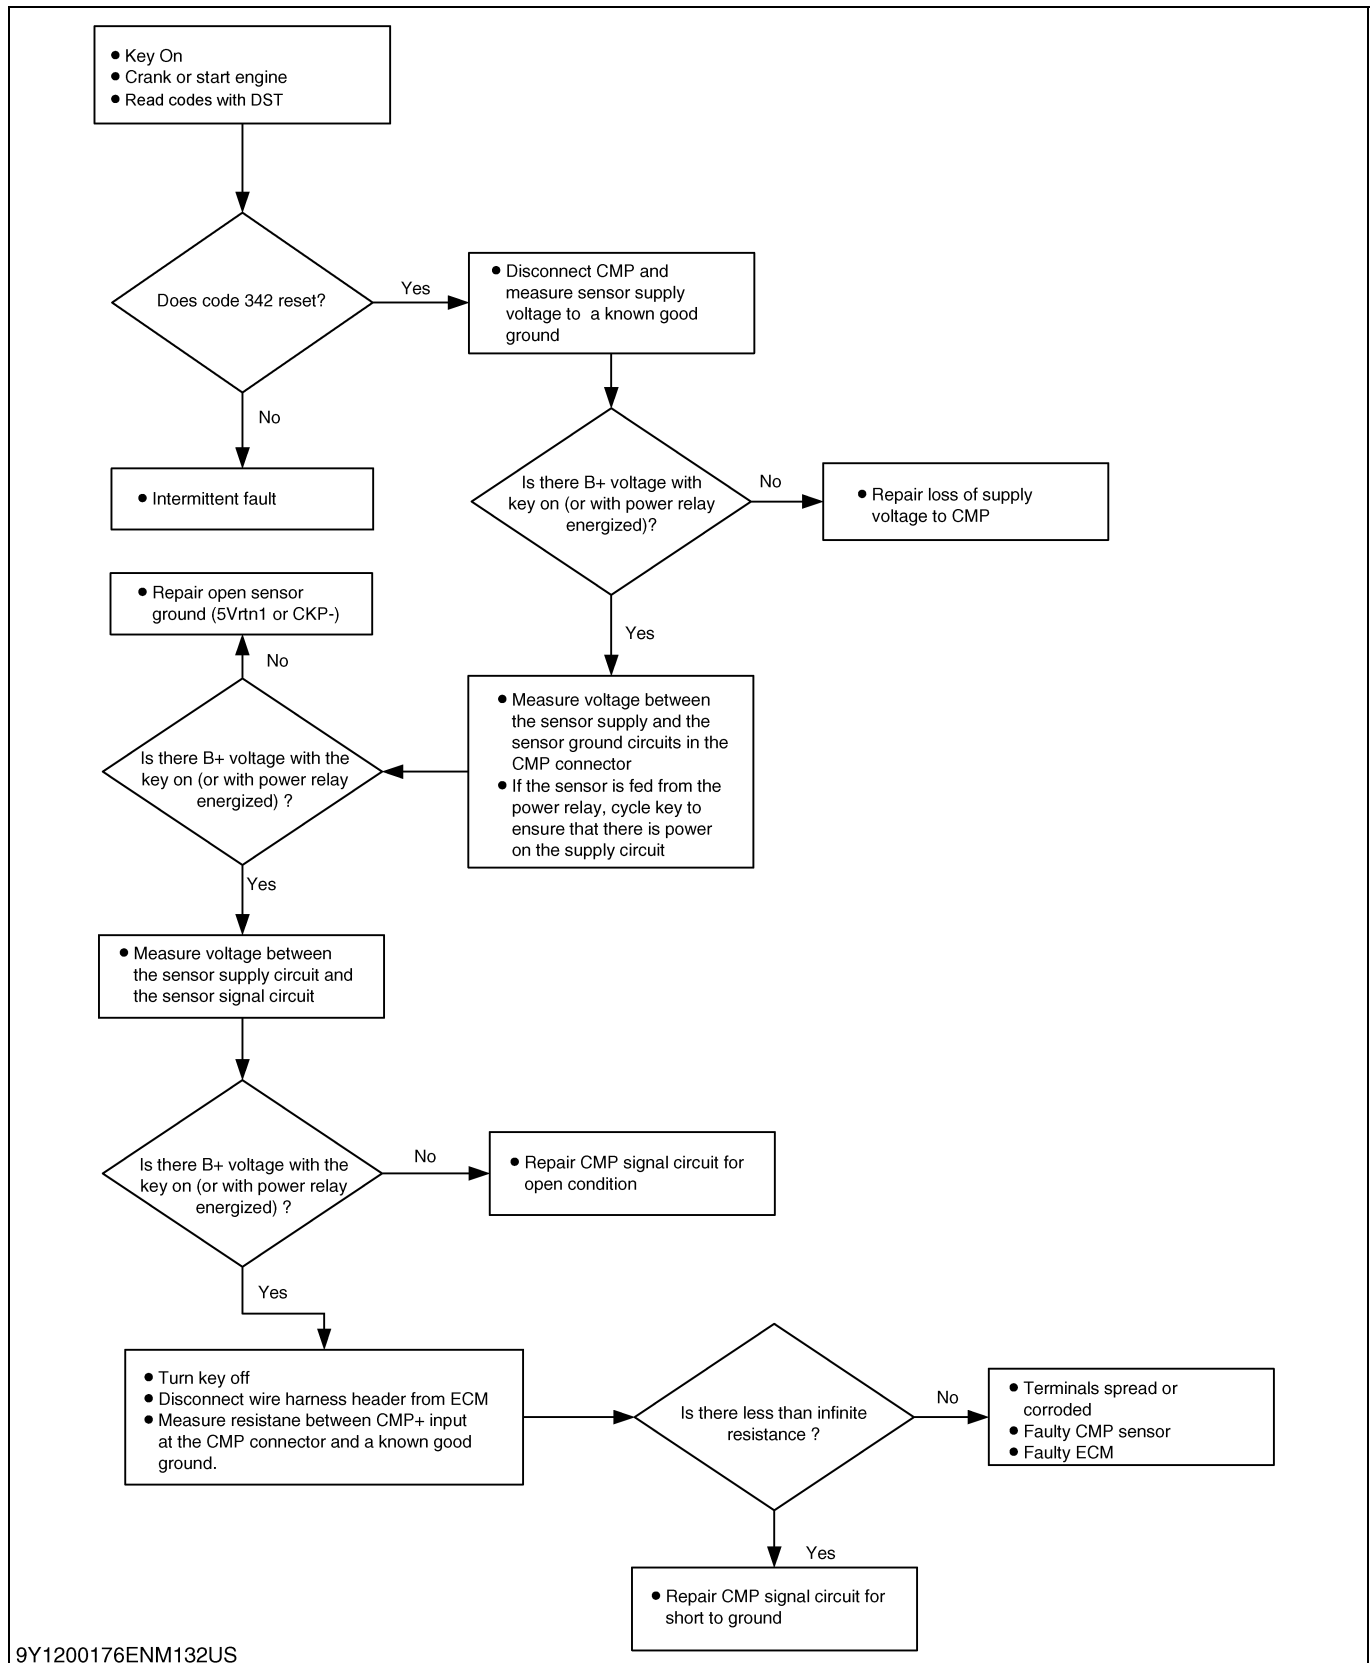 ● Key On
● Crank or start engine
● Read codes with DST
Does code 342 reset?
Yes
● Disconnect CMP and
measure sensor supply
voltage to a known good
ground
No
● Intermittent fault
Is there B+ voltage with
key on (or with power relay
energized)?
No
● Repair loss of supply
voltage to CMP
Yes
● Repair open sensor
ground (5Vrtn1 or CKP-)
No
● Measure voltage between
the sensor supply and the
sensor ground circuits in the
CMP connector
● If the sensor is fed from the
power relay, cycle key to
ensure that there is power
on the supply circuit
Is there B+ voltage with the
key on (or with power relay
energized) ?
Yes
● Measure voltage between
the sensor supply circuit and
the sensor signal circuit
Is there B+ voltage with the
key on (or with power relay
energized) ?
No
● Repair CMP signal circuit for
open condition
Yes
● Turn key off
● Disconnect wire harness header from ECM
● Measure resistane between CMP+ input
at the CMP connector and a known good
ground.
Is there less than infinite
resistance ?
No
● Terminals spread or
corroded
● Faulty CMP sensor
● Faulty ECM
Yes
● Repair CMP signal circuit for
short to ground
9Y1200176ENM132US